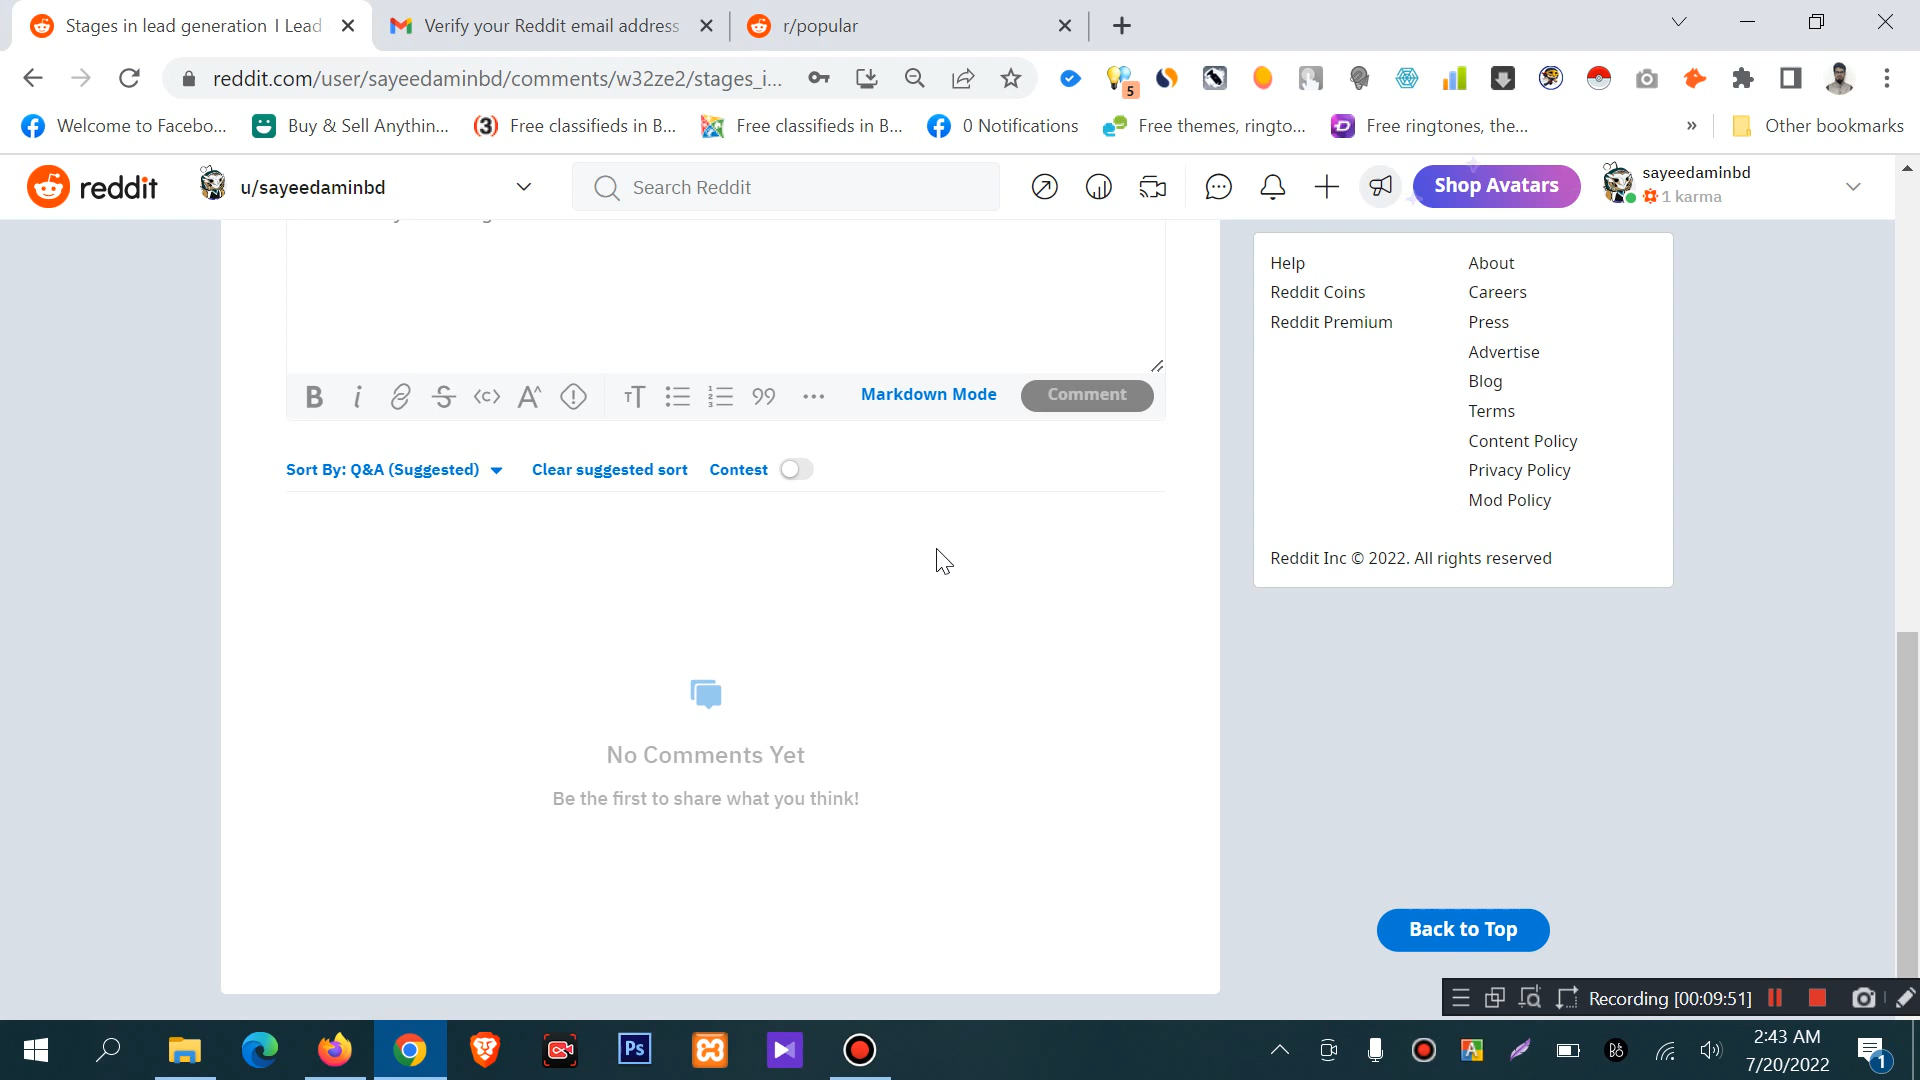 Stages in lead generation I Lead
Verify your Reddit email address
r/popular
reddit.com/user/sayeedaminbd/comments/w32ze2/stages_i...
5
Welcome to Facebo...
Buy & Sell Anythin...
(3)
Free classifieds in B...
Free classifieds in B...
0 Notifications
Free themes, ringto...
Free ringtones, the...
»
Other bookmarks
reddit
u/sayeedaminbd
Search Reddit
Shop Avatars
sayeedaminbd
1 karma
Help
Reddit Coins
Reddit Premium
About
Careers
Press
Advertise
Blog
Terms
Content Policy
Privacy Policy
Mod Policy
Reddit Inc © 2022. All rights reserved
Markdown Mode
Comment
Sort By: Q&A (Suggested)
Clear suggested sort
Contest
No Comments Yet
Be the first to share what you think!
Back to Top
Recording [00:09:51]
Ps
2:43 AM
7/20/2022
1